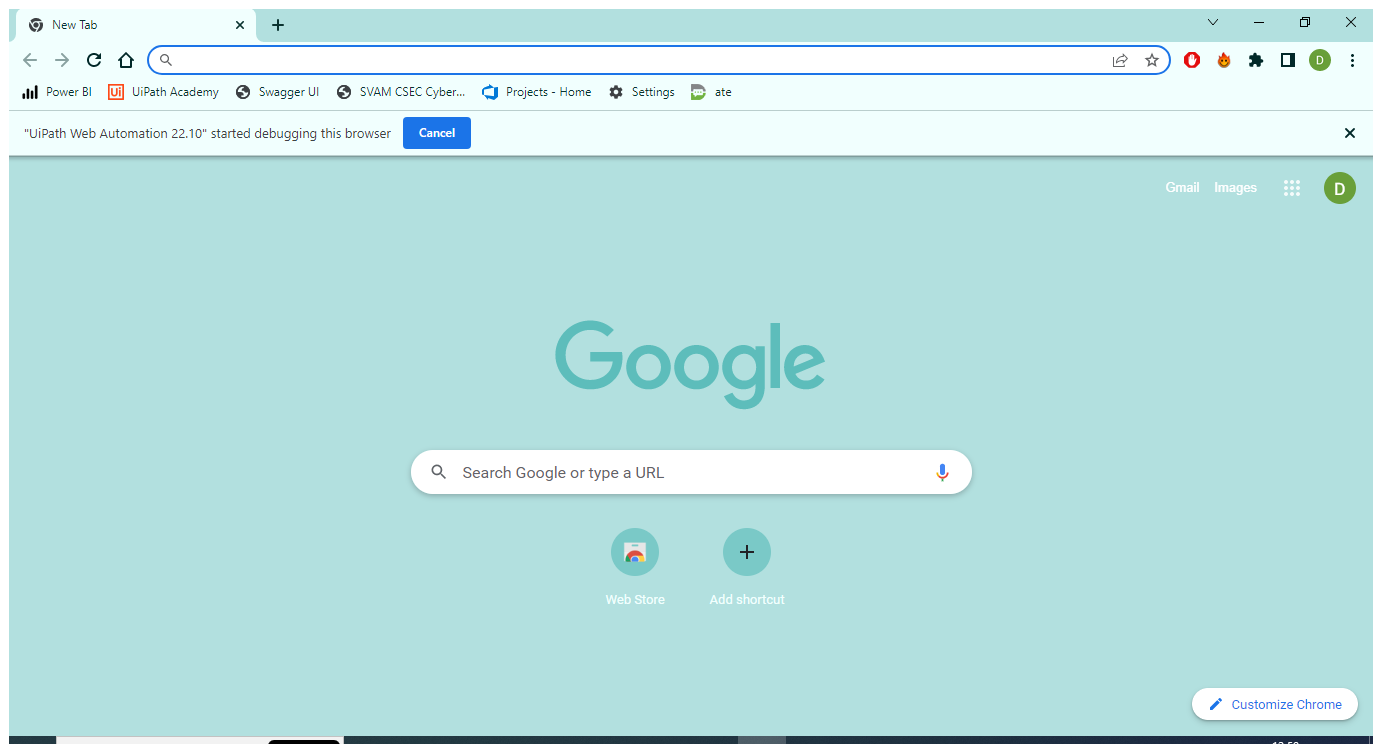 New Tab
Power BI
Ui UiPath Academy
Swagger UI
SVAM CSEC Cyber...
Projects - Home
Settings
ate
"UiPath Web Automation 22.10" started debugging this browser
Cancel
D
Gmail
Images
D
Google
Search Google or type a URL
Web Store
Add shortcut
Customize Chrome